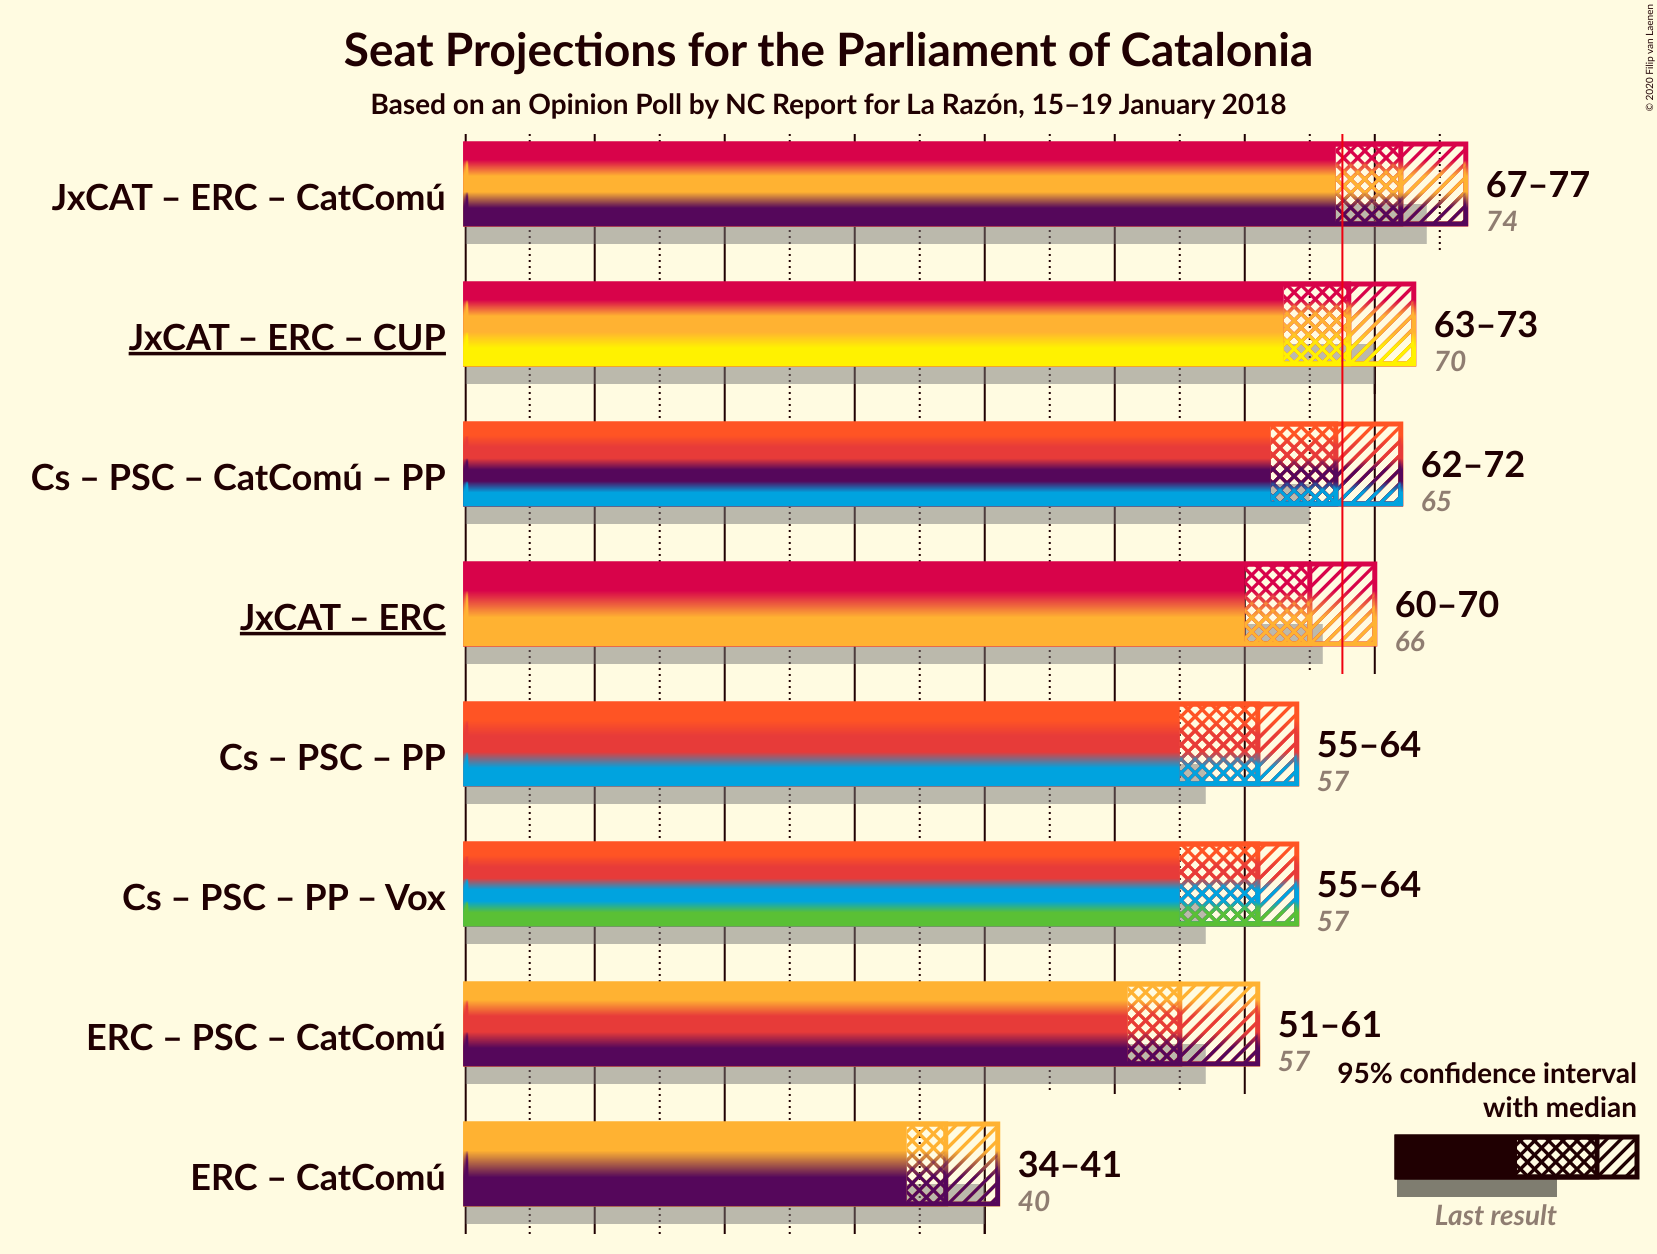 Seat Projections for the Parliament of Catalonia
Based on an Opinion Poll by NC Report for La Razón, 15–19 January 2018
© 2020 Filip van Laenen
JxCAT – ERC – CatComú
67–77
74
JxCAT – ERC – CUP
63–73
70
Cs – PSC – CatComú – PP
62–72
65
JxCAT – ERC
60–70
66
Cs – PSC – PP
55–64
57
Cs – PSC – PP – Vox
55–64
57
ERC – PSC – CatComú
51–61
57
ERC – CatComú
34–41
40
95% confidence interval
with median
Last result